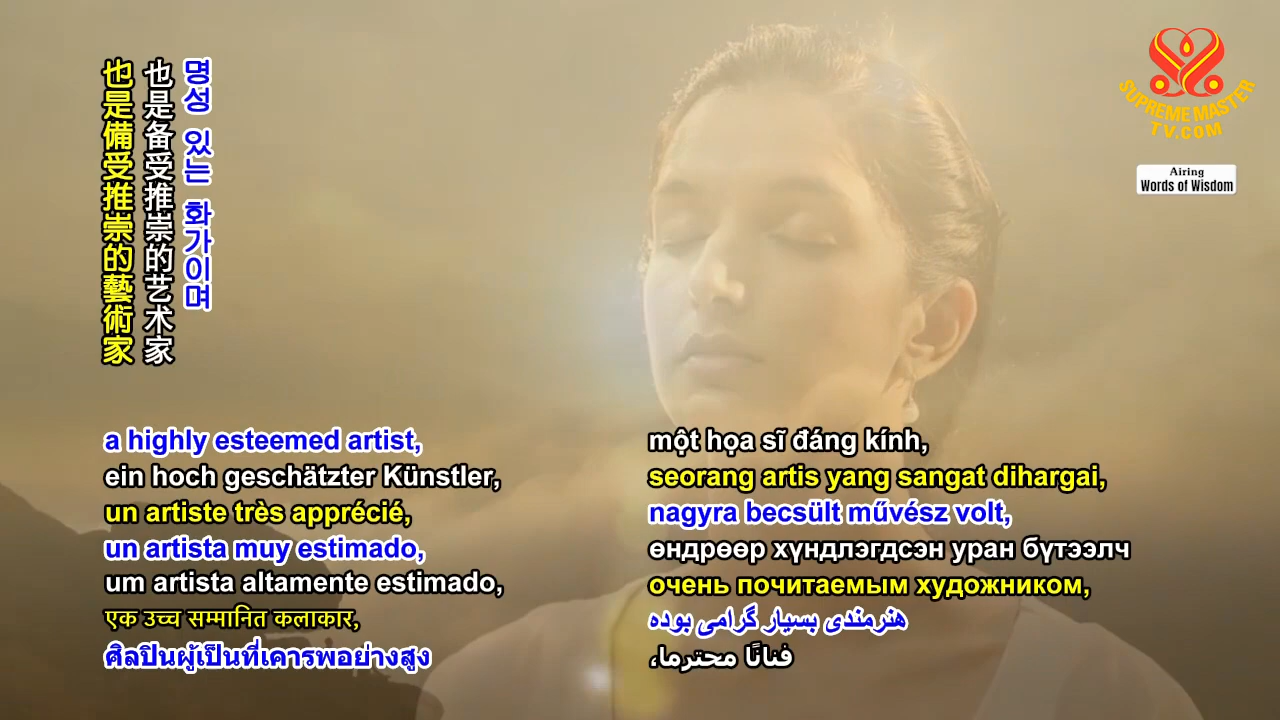 명성 있는 화가이며
也是备受推崇的艺术家
也是備受推崇的藝術家
SUPREME MASTER
TV.COM
Airing
Words of Wisdom
a highly esteemed artist,
ein hoch geschätzter Künstler,
un artiste très apprécié,
un artista muy estimado,
um artista altamente estimado,
एक उच्च सम्मानित कलाकार,
ศิลปินผู้เป็นที่เคารพอย่างสูง
một họa sĩ đáng kính,
seorang artis yang sangat dihargai,
nagyra becsült művész volt,
өндрөөр хүндлэгдсэн уран бүтээлч
очень почитаемым художником,
هنرمندی بسیار گرامی بوده
فنانًا محترما،